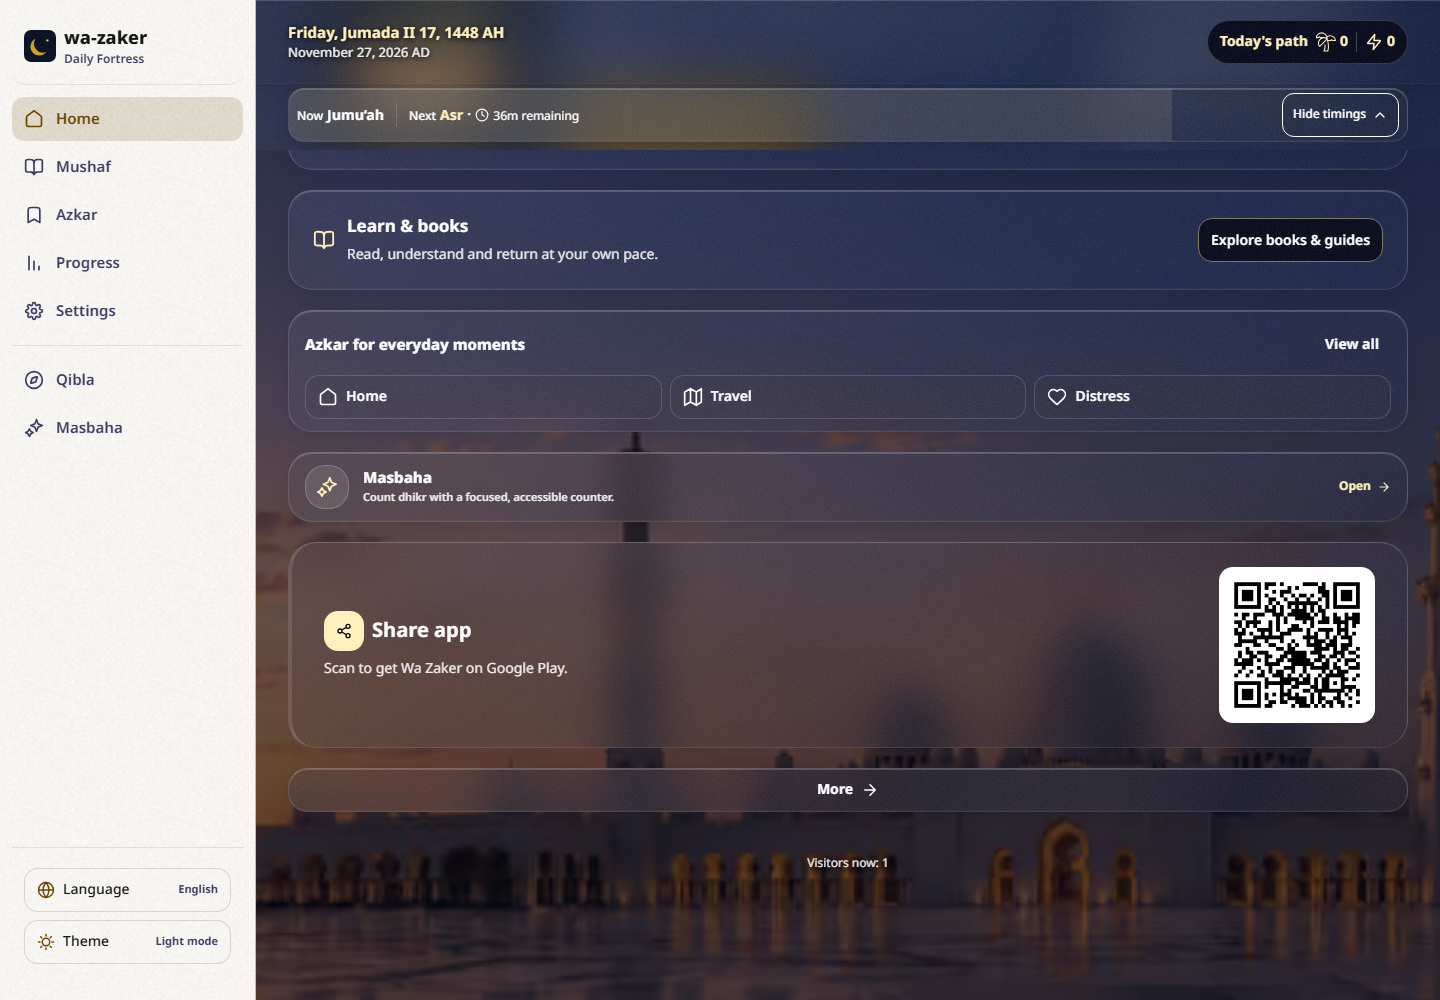 wa-zaker
Daily Fortress
Home
Mushaf
Azkar
Progress
Settings
Qibla
Masbaha
Language English
Theme Light mode
Friday, Jumada II 17, 1448 AH
November 27, 2026 AD
Today's path 0 0
Now Jumu'ah Next Asr · 36m remaining Hide timings
Learn & books
Read, understand and return at your own pace.
Explore books & guides
Azkar for everyday moments View all
Home Travel Distress
Masbaha
Count dhikr with a focused, accessible counter.
Open
Share app
Scan to get Wa Zaker on Google Play.
More
Visitors now: 1